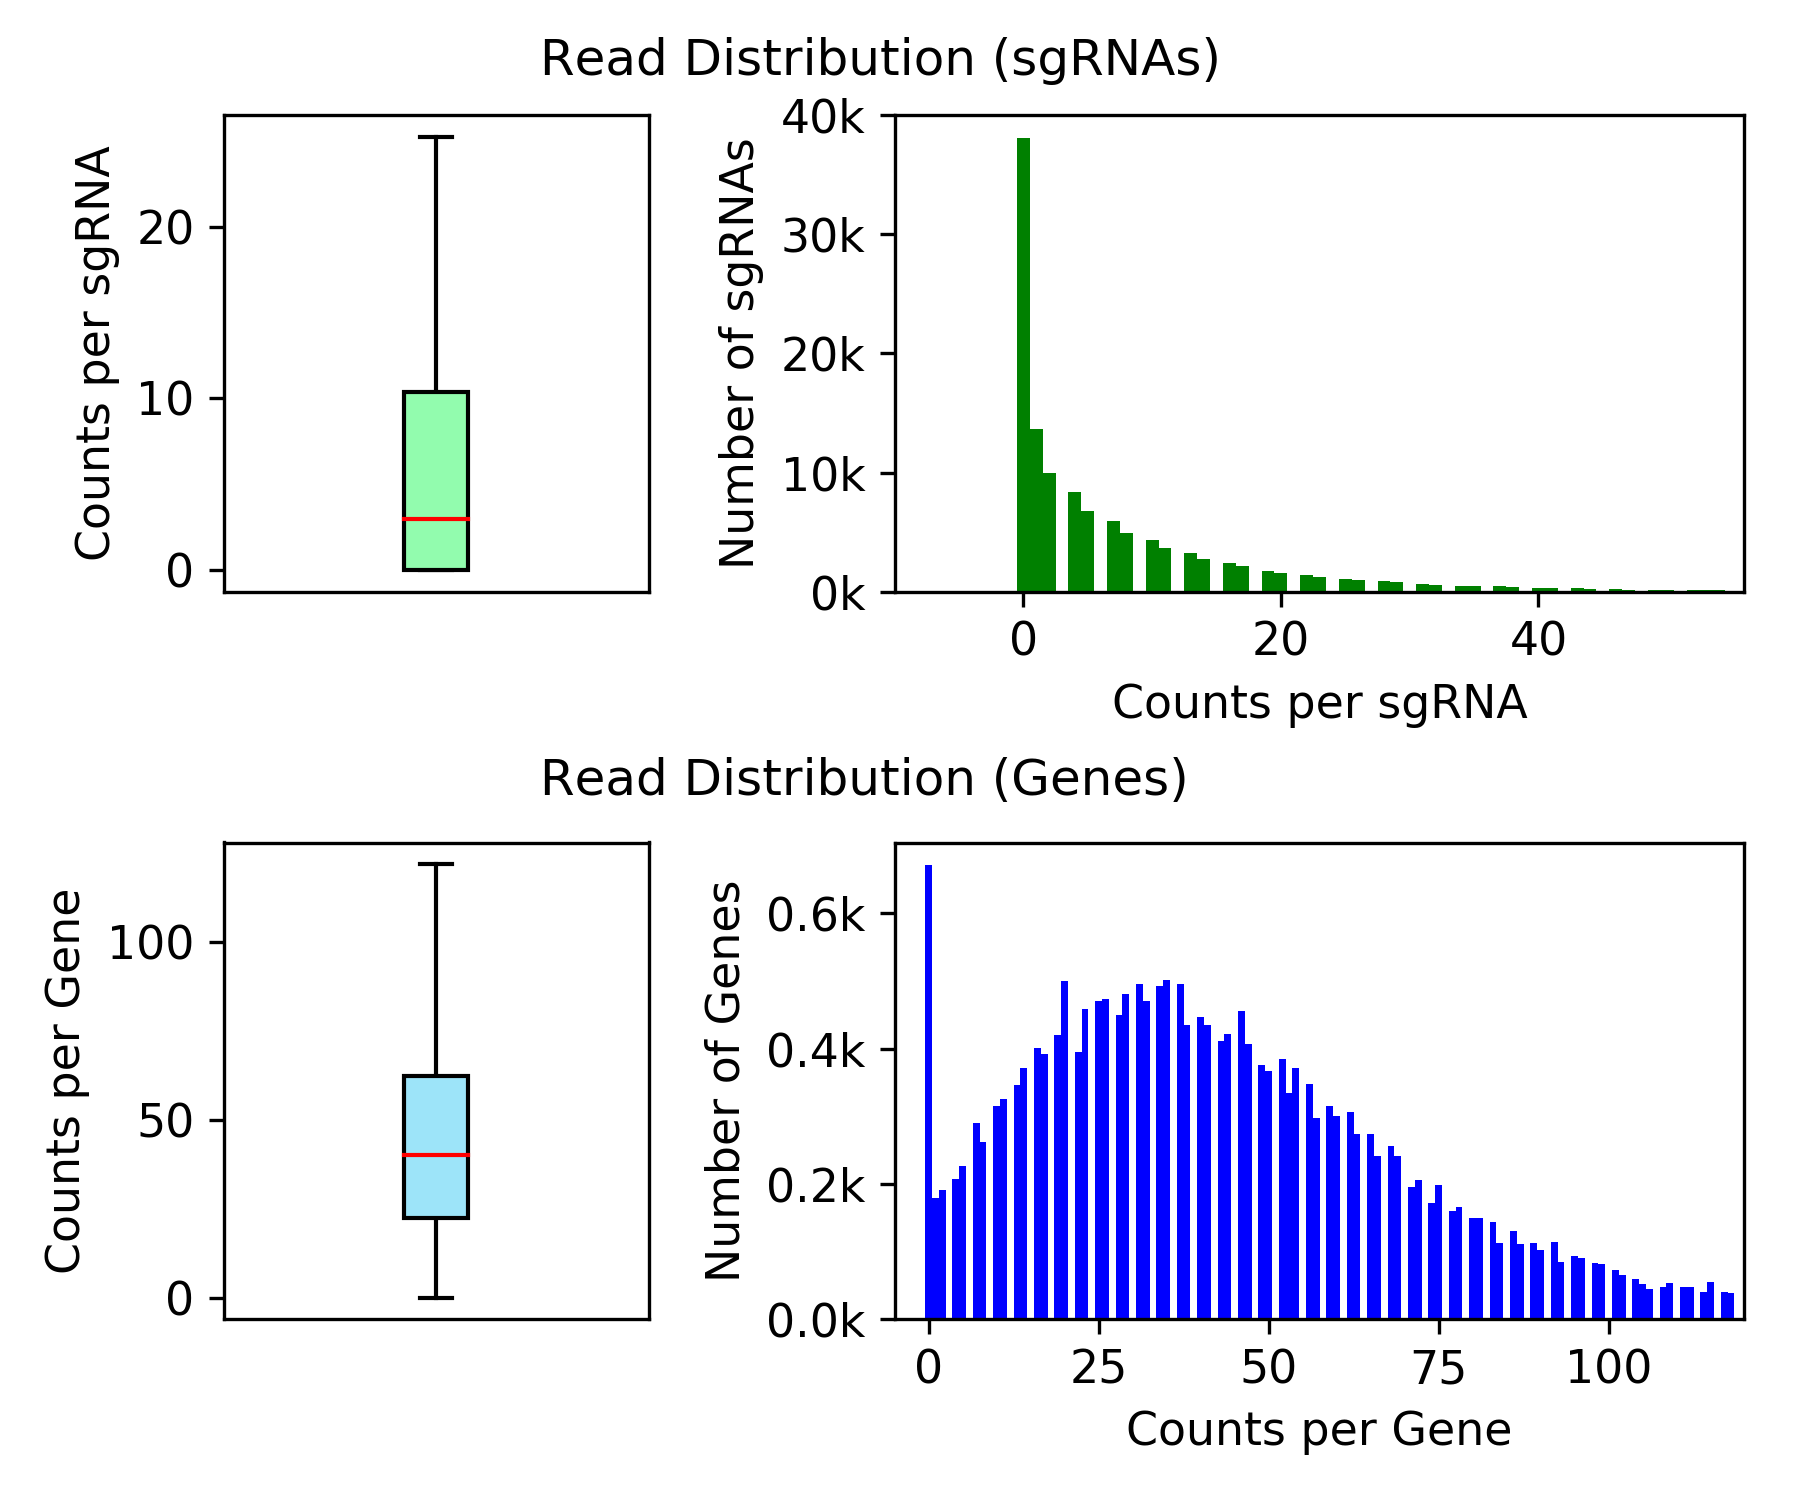 Read Distribution (sgRNAs)
Counts per sgRNA
20
10
0
Number of sgRNAs
40k
30k
20k
10k
0k
0 20 40
Counts per sgRNA
Read Distribution (Genes)
Counts per Gene
100
50
0
Number of Genes
0.6k
0.4k
0.2k
0.0k
0 25 50 75 100
Counts per Gene